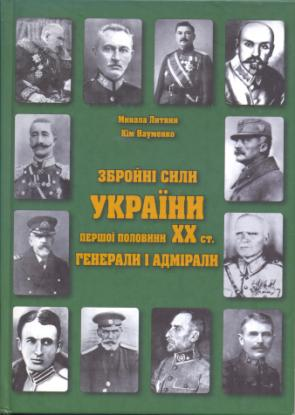 Микола Литвин
Кім Науменко
ЗБРОЙНІ СИЛИ
УКРАЇНИ
ПЕРШОЇ ПОЛОВИНИ XX ст.
ГЕНЕРАЛИ І АДМІРАЛИ